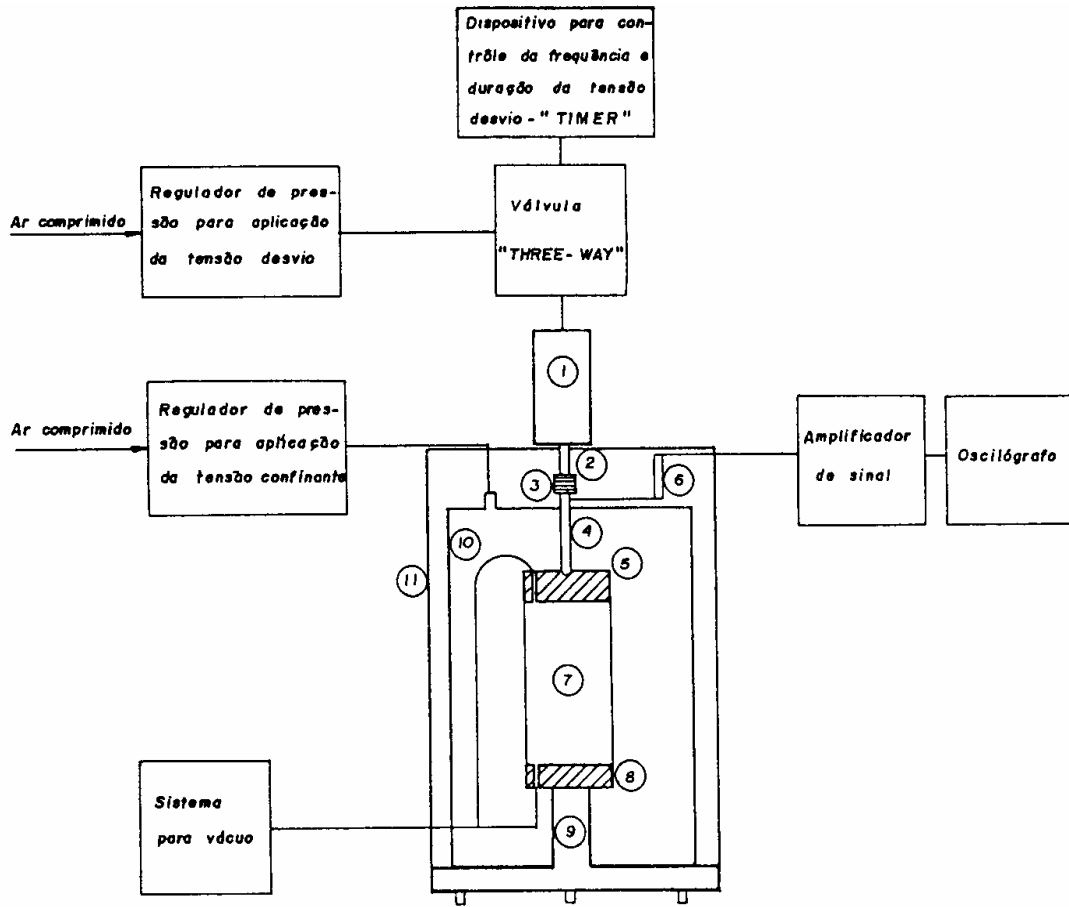 Dispositivo para con-
trôle da frequência e
duração da tensão
desvio-"TIMER"
Regulador de pres-
são para aplicação
da tensão desvio
Ar comprimido
Válvula
"THREE-WAY"
1
Regulador de pres-
são para aplicação
da tensão confinante
Ar comprimido
2
3
6
Amplificador
de sinal
Oscilógrafo
10
4
11
5
7
8
Sistema
para vácuo
9